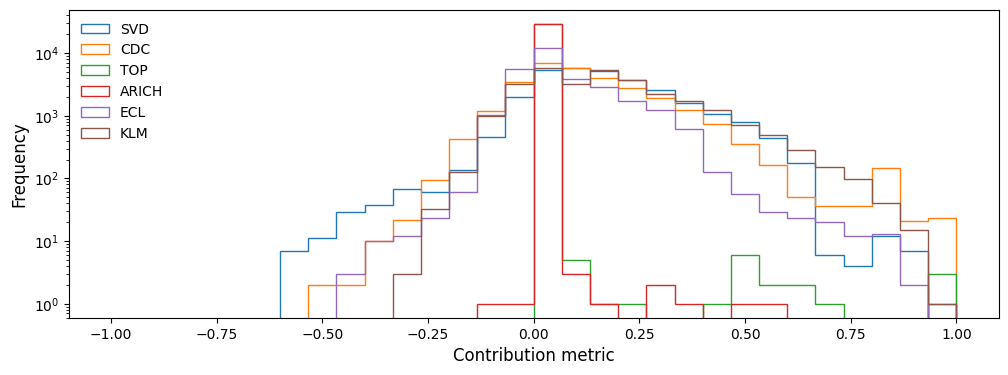 SVD
CDC
TOP
ARICH
ECL
KLM
Frequency
10⁴
10³
10²
10¹
10⁰
−1.00 −0.75 −0.50 −0.25 0.00 0.25 0.50 0.75 1.00
Contribution metric